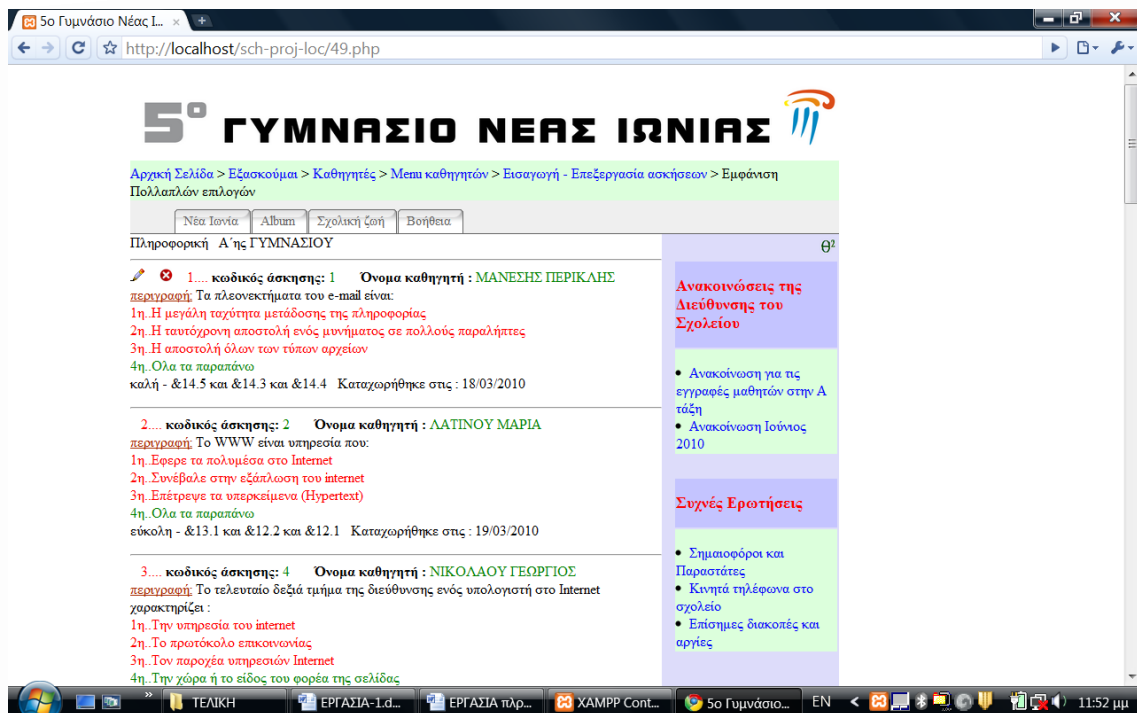 5ο Γυμνάσιο Νέας Ι...
http://localhost/sch-proj-loc/49.php
5ο ΓΥΜΝΑΣΙΟ ΝΕΑΣ ΙΩΝΙΑΣ
Αρχική Σελίδα > Εξασκούμαι > Καθηγητές > Menu καθηγητών > Εισαγωγή - Επεξεργασία ασκήσεων > Εμφάνιση
Πολλαπλών επιλογών
Νέα Ιωνία Album Σχολική ζωή Βοήθεια
Πληροφορική Α΄ης ΓΥΜΝΑΣΙΟΥ
1.... κωδικός άσκησης: 1 Όνομα καθηγητή : ΜΑΝΕΣΗΣ ΠΕΡΙΚΛΗΣ
περιγραφή: Τα πλεονεκτήματα του e-mail είναι:
1η..Η μεγάλη ταχύτητα μετάδοσης της πληροφορίας
2η..Η ταυτόχρονη αποστολή ενός μυνήματος σε πολλούς παραλήπτες
3η..Η αποστολή όλων των τύπων αρχείων
4η..Ολα τα παραπάνω
καλή - &14.5 και &14.3 και &14.4 Καταχωρήθηκε στις : 18/03/2010
2.... κωδικός άσκησης: 2 Όνομα καθηγητή : ΛΑΤΙΝΟΥ ΜΑΡΙΑ
περιγραφή: Το WWW είναι υπηρεσία που:
1η..Εφερε τα πολυμέσα στο Internet
2η..Συνέβαλε στην εξάπλωση του internet
3η..Επέτρεψε τα υπερκείμενα (Hypertext)
4η..Ολα τα παραπάνω
εύκολη - &13.1 και &12.2 και &12.1 Καταχωρήθηκε στις : 19/03/2010
3.... κωδικός άσκησης: 4 Όνομα καθηγητή : ΝΙΚΟΛΑΟΥ ΓΕΩΡΓΙΟΣ
περιγραφή: Το τελευταίο δεξιά τμήμα της διεύθυνσης ενός υπολογιστή στο Internet
χαρακτηρίζει :
1η..Την υπηρεσία του internet
2η..Το πρωτόκολο επικοινωνίας
3η..Τον παροχέα υπηρεσιών Internet
4η..Την χώρα ή το είδος του φορέα της σελίδας
θ²
Ανακοινώσεις της
Διεύθυνσης του
Σχολείου
• Ανακοίνωση για τις
εγγραφές μαθητών στην Α
τάξη
• Ανακοίνωση Ιούνιος
2010
Συχνές Ερωτήσεις
• Σημαιοφόροι και
Παραστάτες
• Κινητά τηλέφωνα στο
σχολείο
• Επίσημες διακοπές και
αργίες
ΤΕΛΙΚΗ ΕΡΓΑΣΙΑ-1.d... ΕΡΓΑΣΙΑ πλρ... XAMPP Cont... 5ο Γυμνάσιο... EN 11:52 μμ